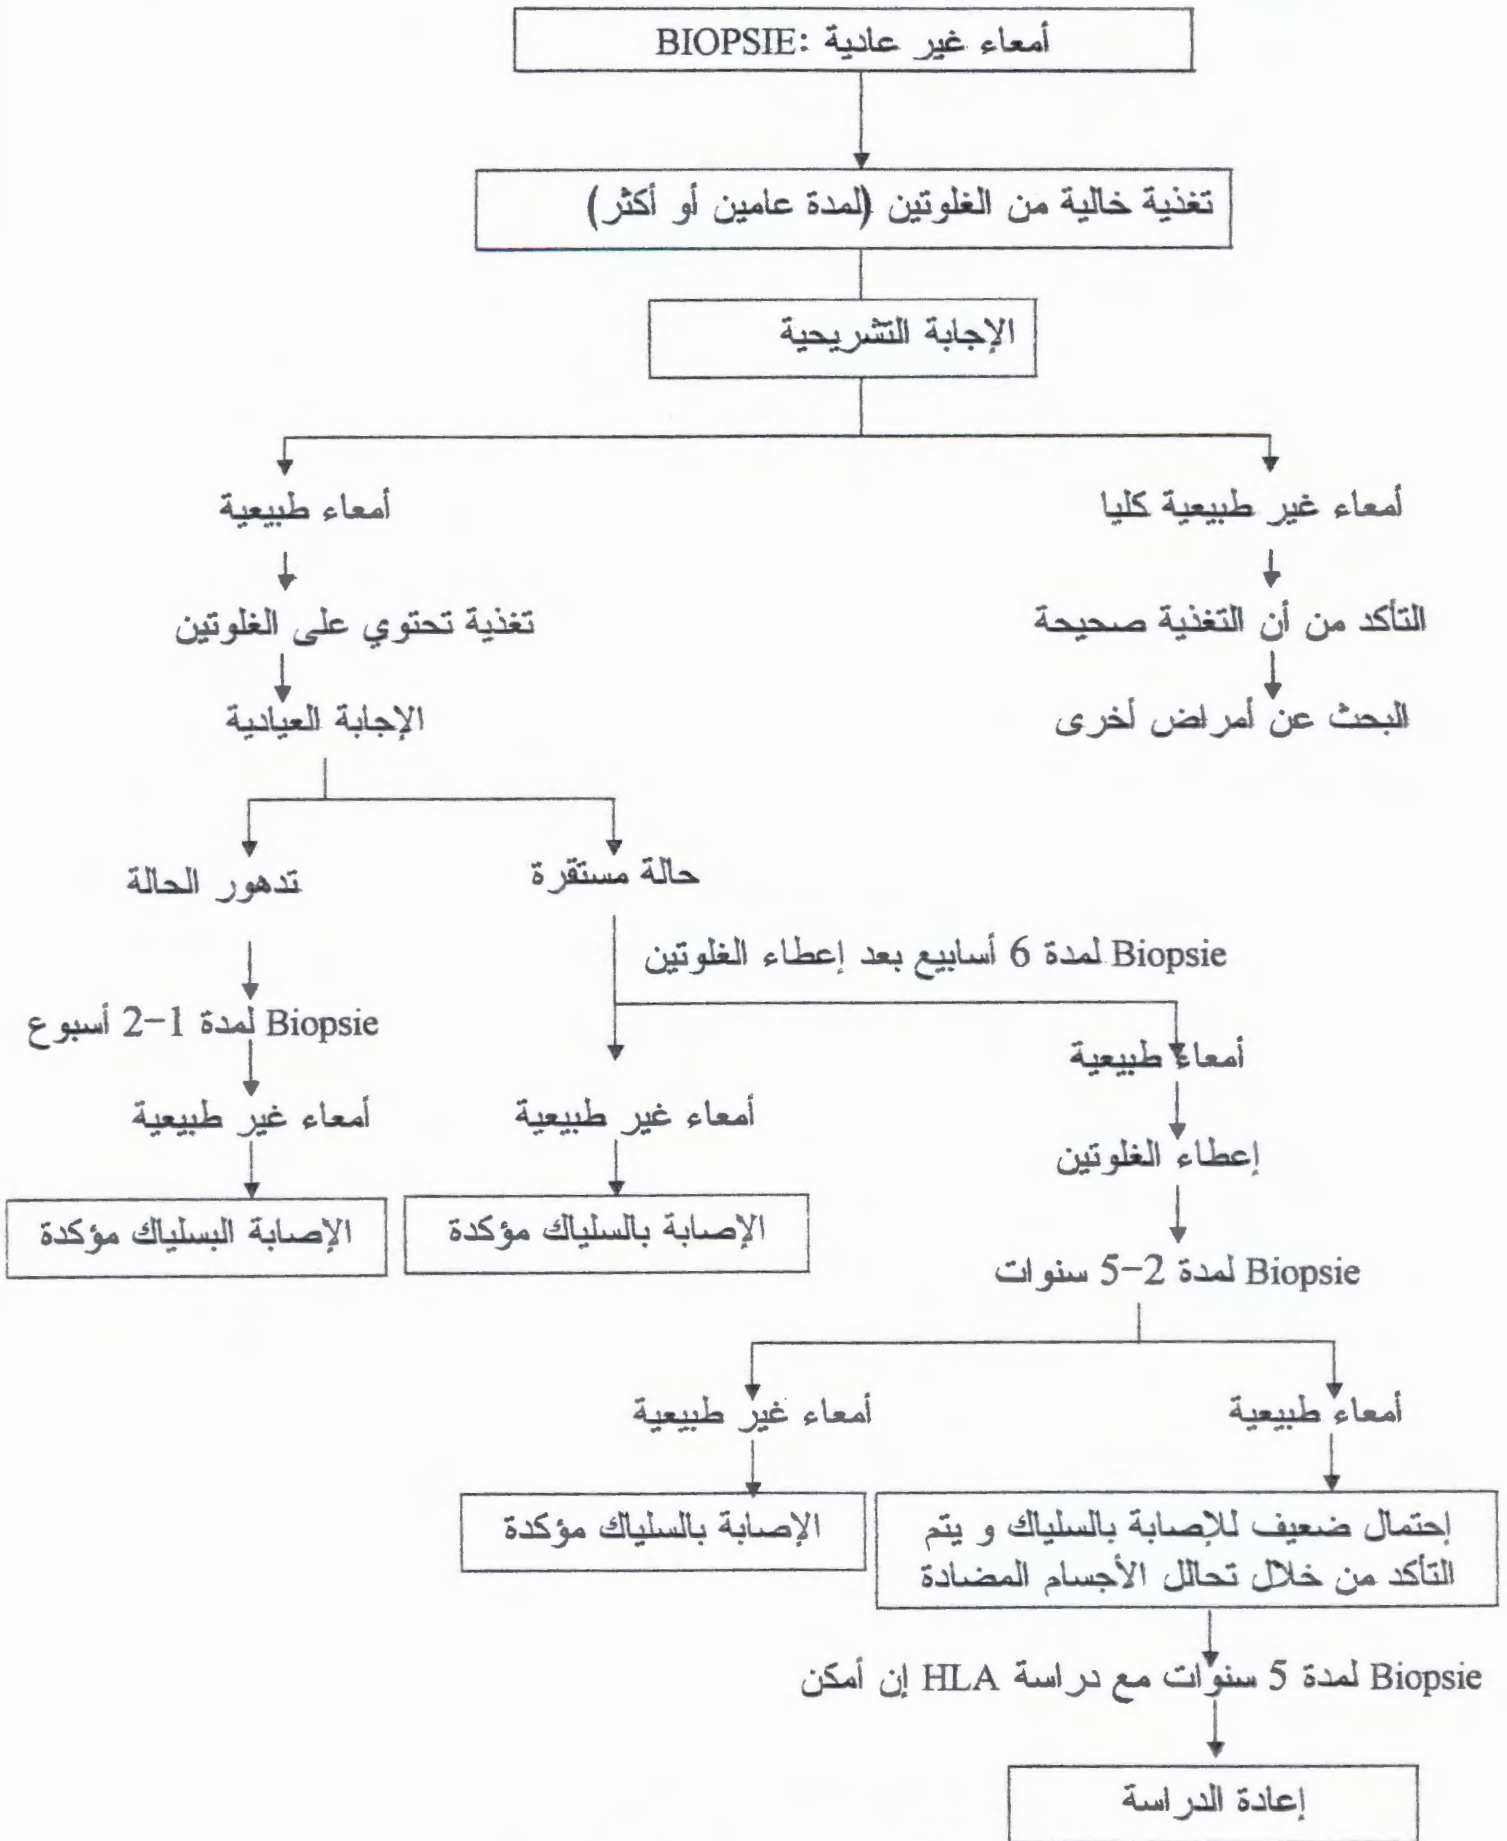 أمعاء غير عادية :BIOPSIE
تغذية خالية من الغلوتين (لمدة عامين أو أكثر)
الإجابة التشريحية
أمعاء غير طبيعية كليا
أمعاء طبيعية
التأكد من أن التغذية صحيحة
تغذية تحتوي على الغلوتين
البحث عن أمراض أخرى
الإجابة العيادية
حالة مستقرة
تدهور الحالة
Biopsie لمدة 6 أسابيع بعد إعطاء الغلوتين
Biopsie لمدة 1-2 أسبوع
أمعاء طبيعية
أمعاء غير طبيعية
أمعاء غير طبيعية
إعطاء الغلوتين
الإصابة بالسلياك مؤكدة
الإصابة البسلياك مؤكدة
Biopsie لمدة 2-5 سنوات
أمعاء طبيعية
أمعاء غير طبيعية
إحتمال ضعيف للإصابة بالسلياك و يتم
التأكد من خلال تحالل الأجسام المضادة
الإصابة بالسلياك مؤكدة
Biopsie لمدة 5 سنوات مع دراسة HLA إن أمكن
إعادة الدراسة